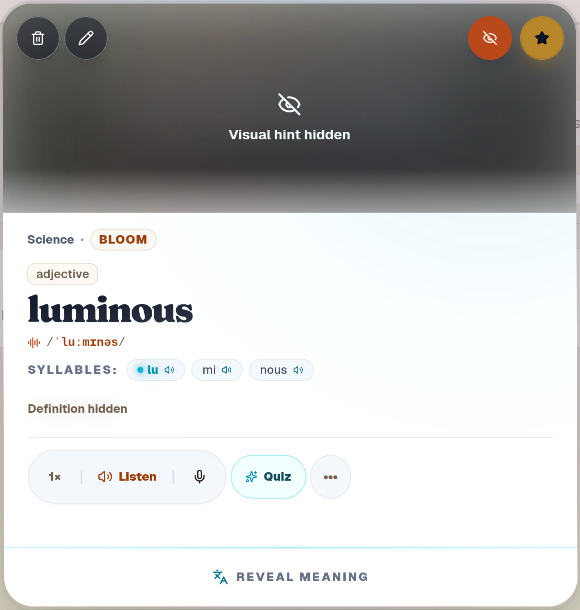 Visual hint hidden
Science · BLOOM
adjective
luminous
/ˈluːmɪnəs/
SYLLABLES: lu mi nous
Definition hidden
1x Listen Quiz
REVEAL MEANING